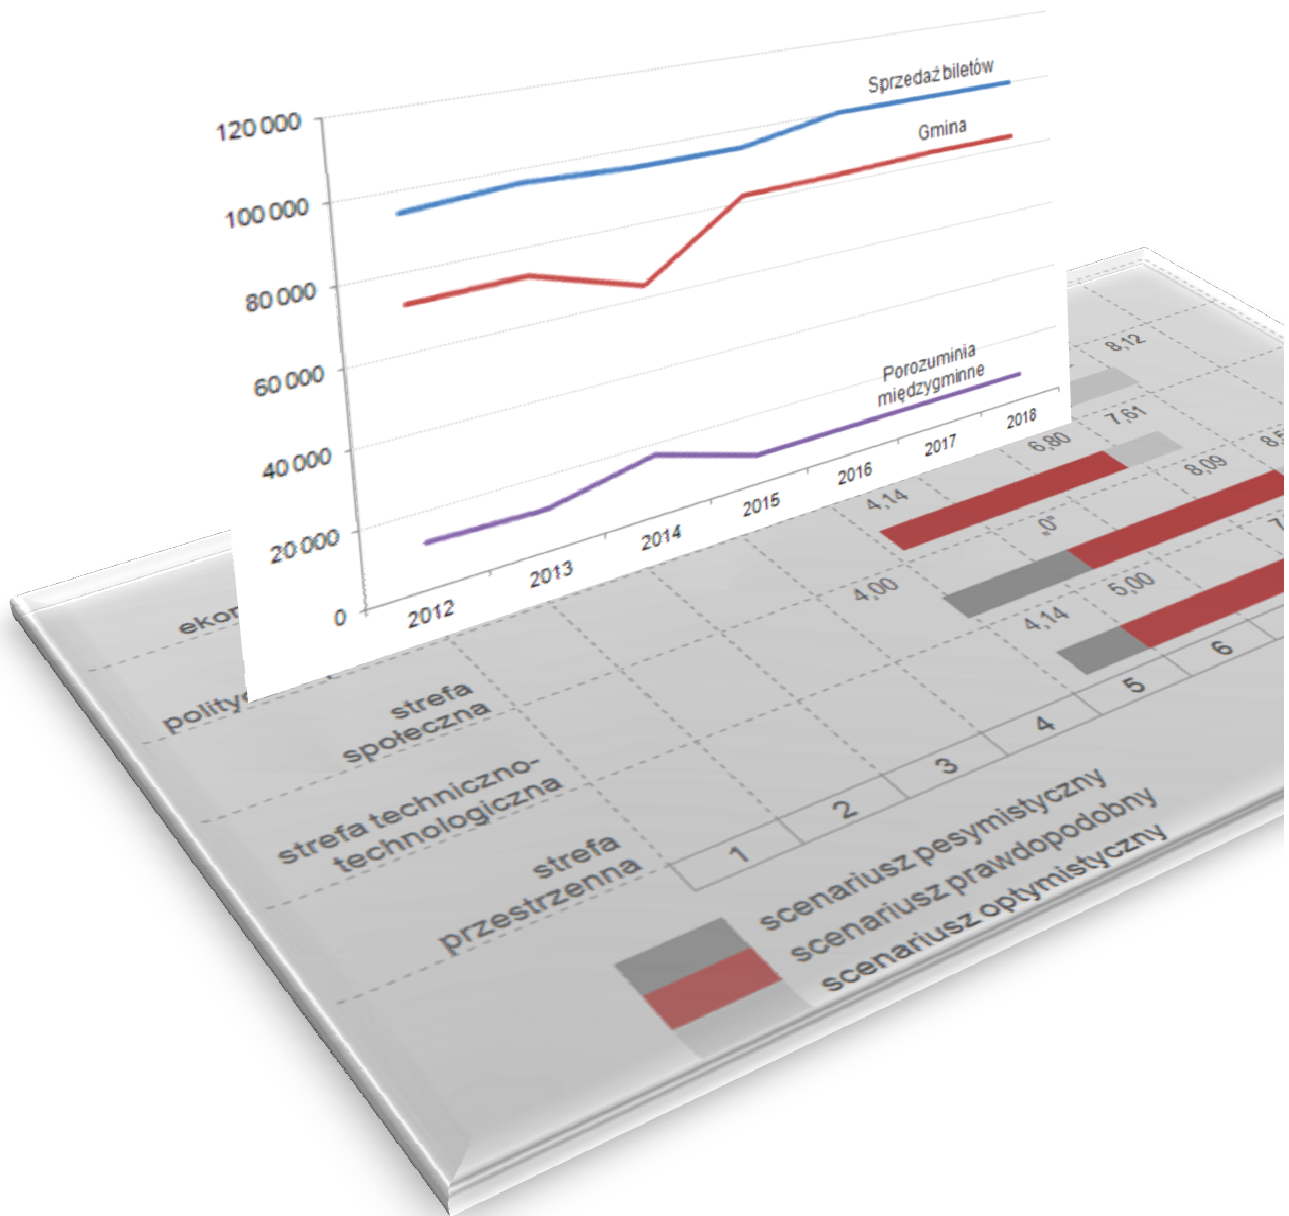 120 000
100 000
80 000
60 000
40 000
20 000
0
Sprzedaż biletów
Gmina
Porozuminia
międzygminne
2012
2013
2014
2015
2016
2017
2018
8,12
7,61
6,80
4,14
8,09
„0"
4,00
5,00
4,14
strefa
społeczna
strefa techniczno-
technologiczna
strefa
przestrzenna
1
2
3
4
5
6
scenariusz pesymistyczny
scenariusz prawdopodobny
scenariusz optymistyczny